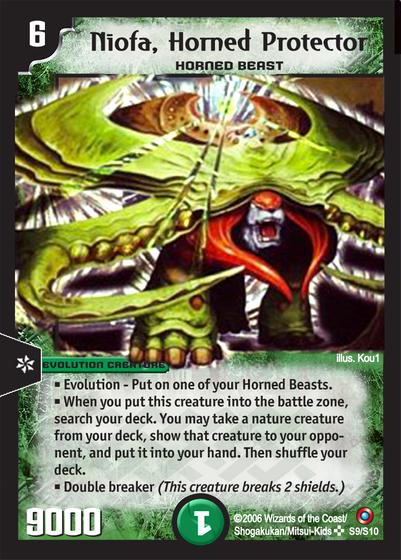 6
Niofa, Horned Protector
HORNED BEAST
illus. Kou1
EVOLUTION CREATURE
▪ Evolution - Put on one of your Horned Beasts.
▪ When you put this creature into the battle zone,
search your deck. You may take a nature creature
from your deck, show that creature to your oppo-
nent, and put it into your hand. Then shuffle your
deck.
▪ Double breaker (This creature breaks 2 shields.)
9000
1
©2006 Wizards of the Coast/
Shogakukan/Mitsui-Kids S9/S10